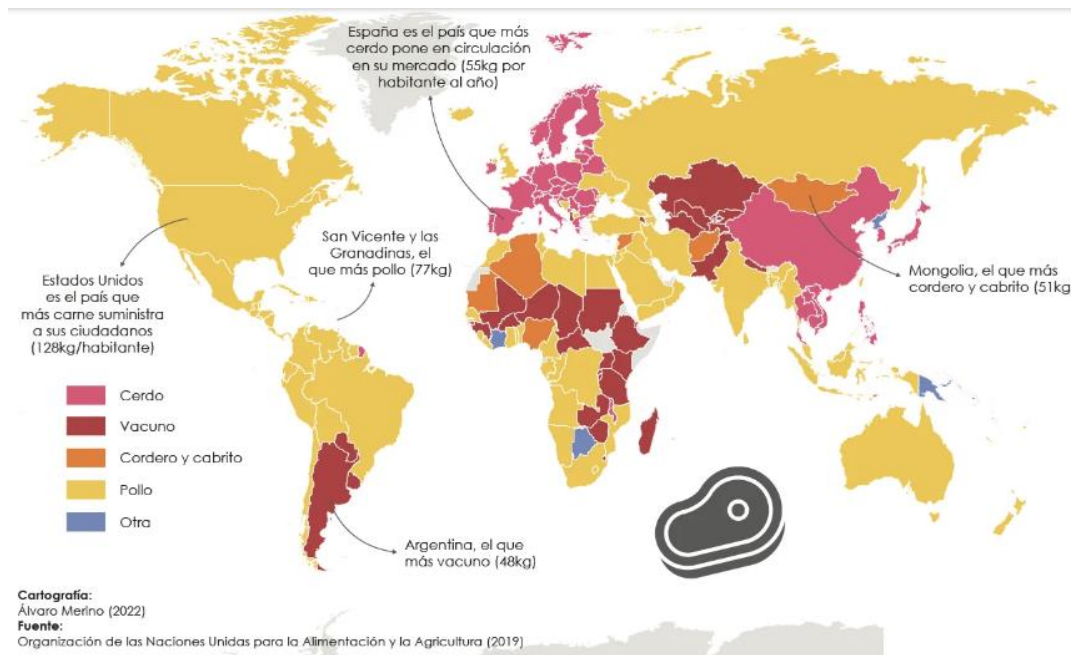 España es el país que más
cerdo pone en circulación
en su mercado (55kg por
habitante al año)
San Vicente y las
Granadinas, el
que más pollo (77kg)
Estados Unidos
es el país que
más carne suministra
a sus ciudadanos
(128kg/habitante)
Mongolia, el que más
cordero y cabrito (51kg)
Cerdo
Vacuno
Cordero y cabrito
Pollo
Otra
Argentina, el que
más vacuno (48kg)
Cartografía:
Álvaro Merino (2022)
Fuente:
Organización de las Naciones Unidas para la Alimentación y la Agricultura (2019)